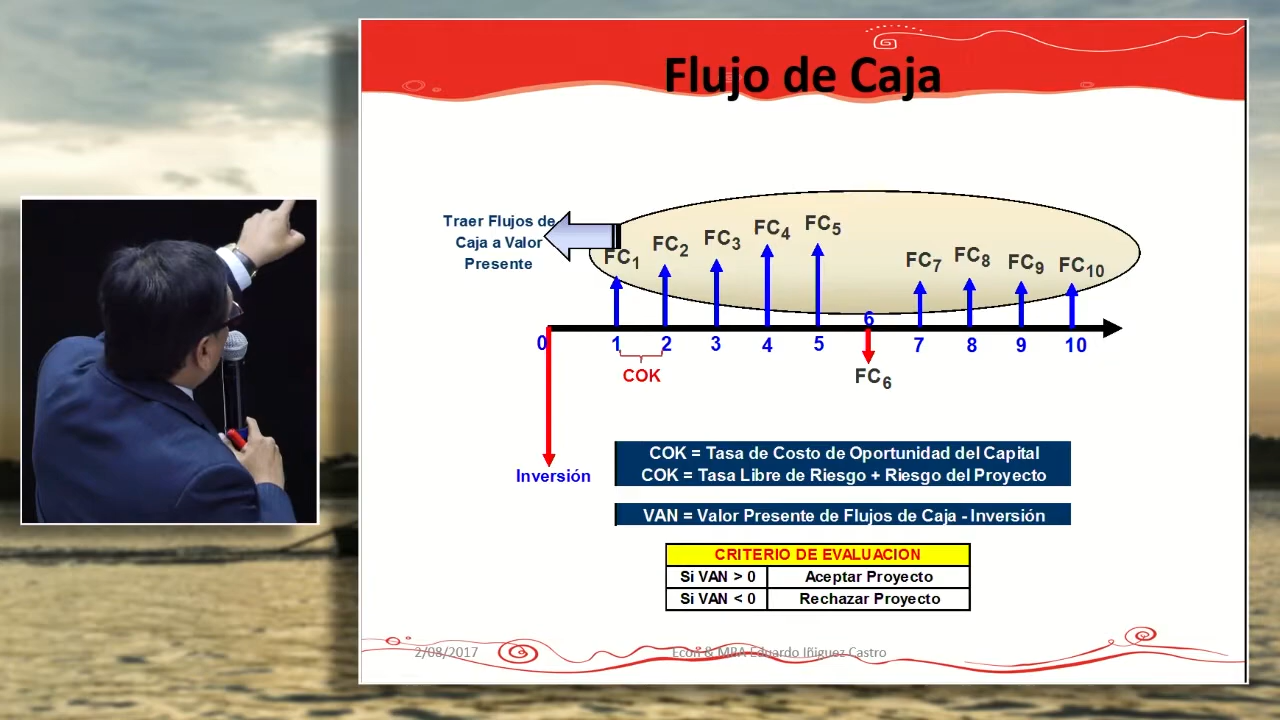 Flujo de Caja
Traer Flujos de
Caja a Valor
Presente
FC1
FC2
FC3
FC4
FC5
FC7
FC8
FC9
FC10
0
1
2
3
4
5
6
7
8
9
10
COK
FC6
Inversión
COK = Tasa de Costo de Oportunidad del Capital
COK = Tasa Libre de Riesgo + Riesgo del Proyecto
VAN = Valor Presente de Flujos de Caja - Inversión
CRITERIO DE EVALUACION
Si VAN > 0 Aceptar Proyecto
Si VAN < 0 Rechazar Proyecto
2/08/2017 Econ & MBA Eduardo Iñiguez Castro